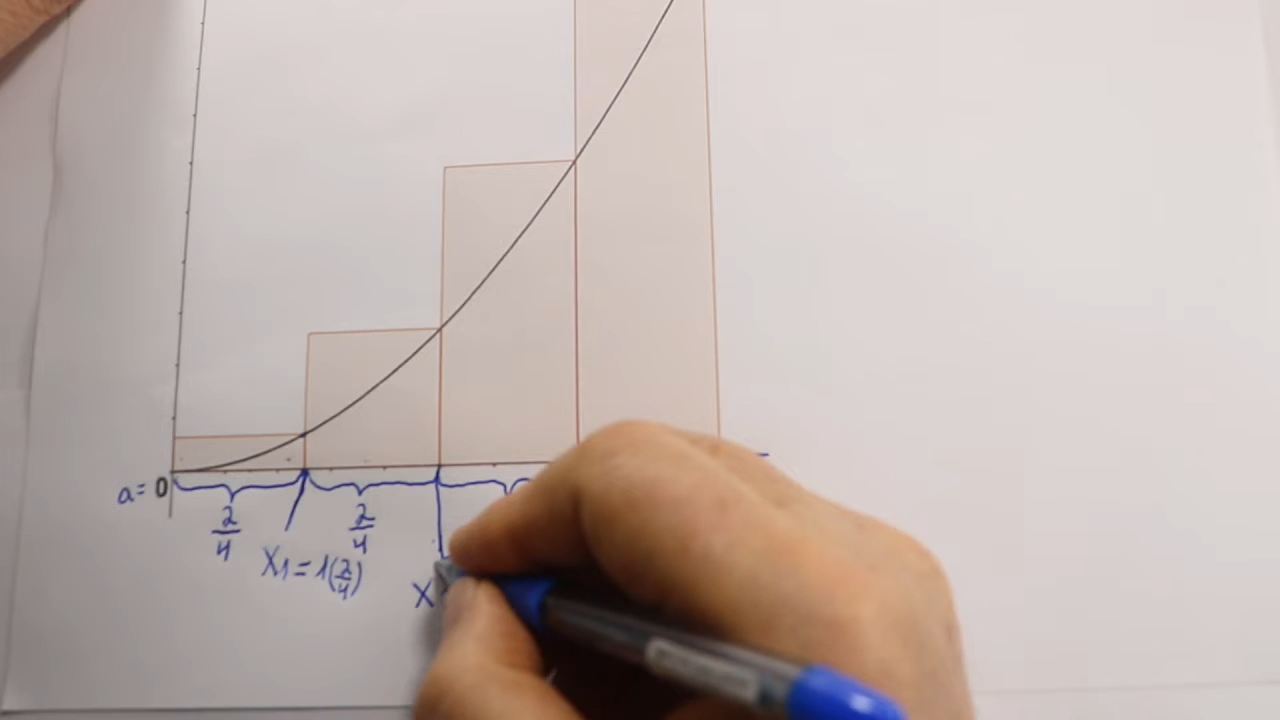 a = 0
2/4 2/4
X₁ = 1(2/4)
X